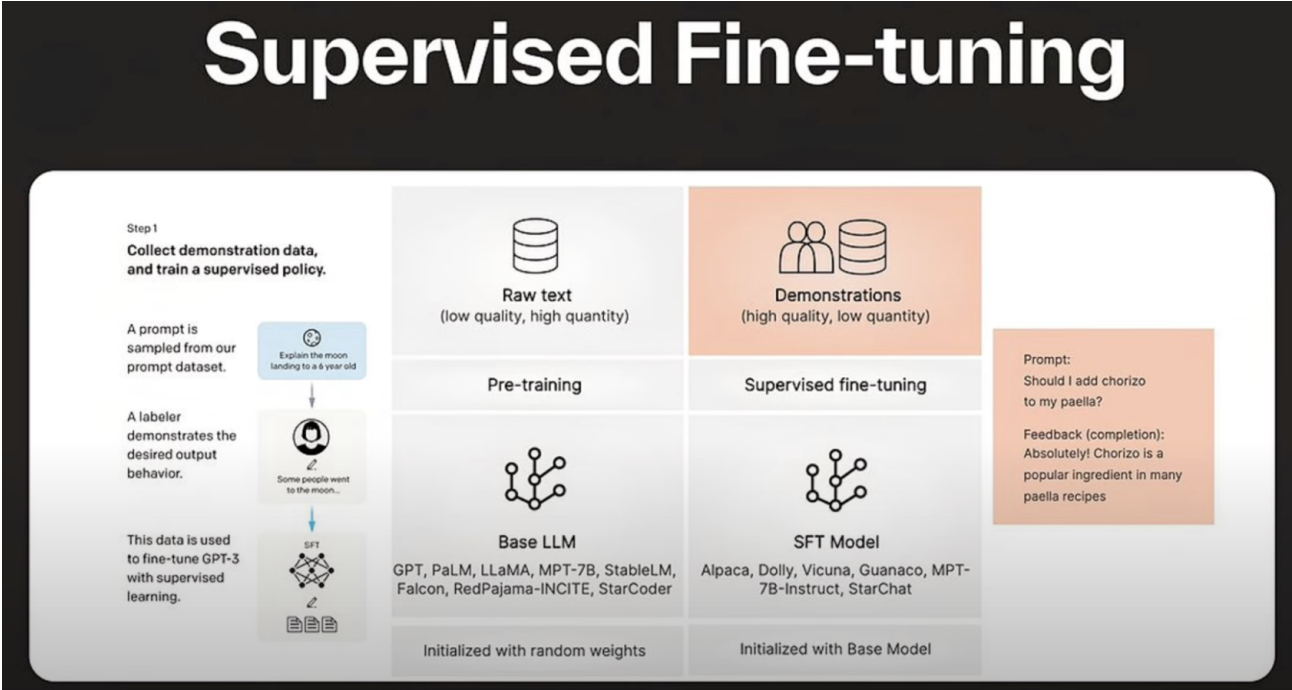 Supervised Fine-tuning
Step 1
Collect demonstration data,
and train a supervised policy.
A prompt is
sampled from our
prompt dataset.
Explain the moon
landing to a 6 year old
A labeler
demonstrates the
desired output
behavior.
Some people went
to the moon...
This data is used
to fine-tune GPT-3
with supervised
learning.
SFT
Raw text
(low quality, high quantity)
Pre-training
Base LLM
GPT, PaLM, LLaMA, MPT-7B, StableLM,
Falcon, RedPajama-INCITE, StarCoder
Initialized with random weights
Demonstrations
(high quality, low quantity)
Supervised fine-tuning
SFT Model
Alpaca, Dolly, Vicuna, Guanaco, MPT-
7B-Instruct, StarChat
Initialized with Base Model
Prompt:
Should I add chorizo
to my paella?
Feedback (completion):
Absolutely! Chorizo is a
popular ingredient in many
paella recipes